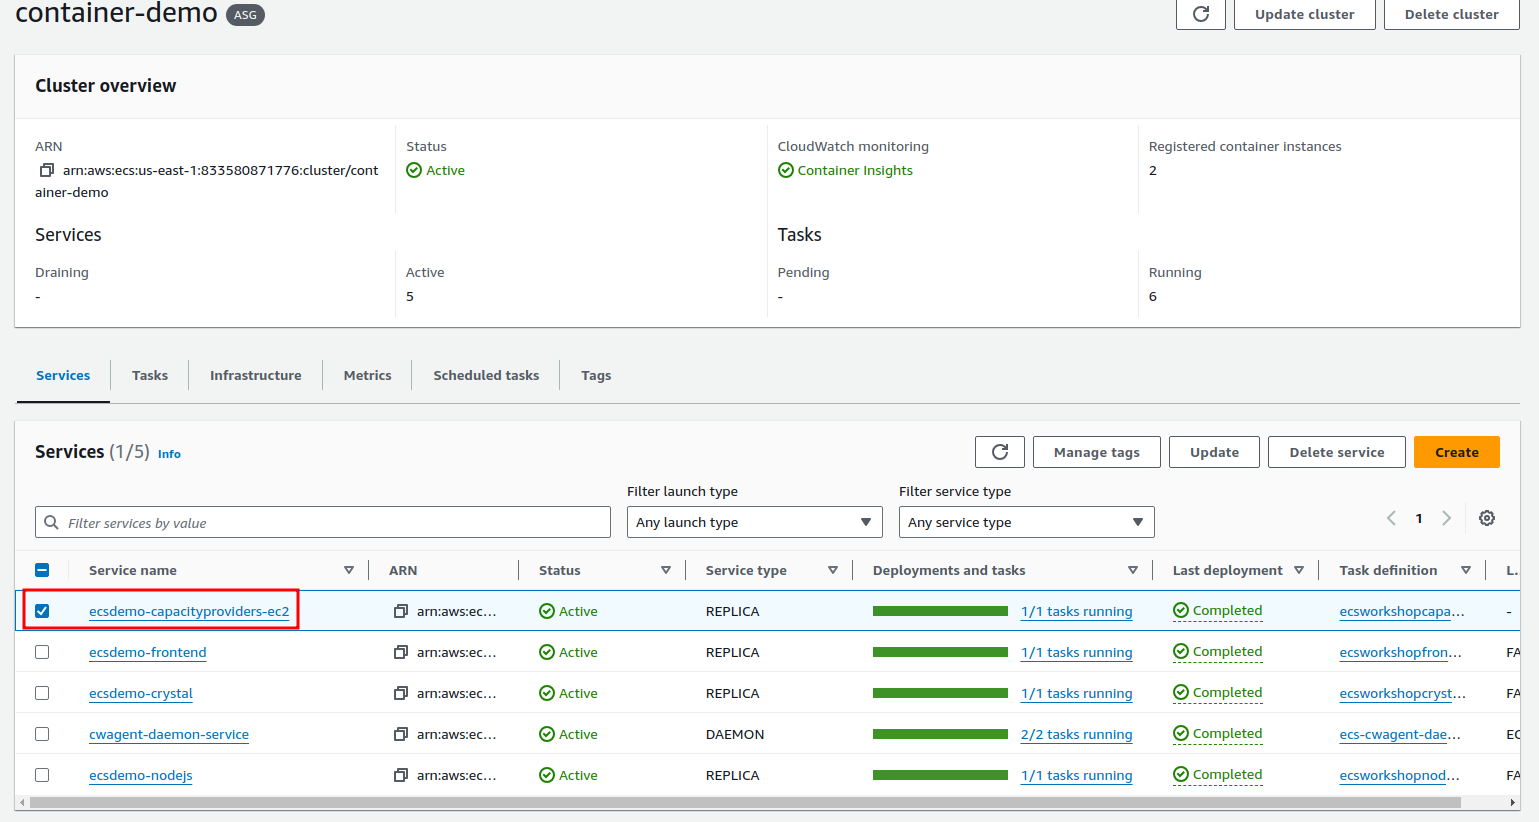 container-demo ASG Update cluster Delete cluster
Cluster overview
ARN Status CloudWatch monitoring Registered container instances
arn:aws:ecs:us-east-1:833580871776:cluster/cont Active Container Insights 2
ainer-demo
Services Tasks
Draining Active Pending Running
- 5 - 6
Services Tasks Infrastructure Metrics Scheduled tasks Tags
Services (1/5) Info Manage tags Update Delete service Create
Filter launch type Filter service type
Filter services by value Any launch type Any service type 1
Service name ARN Status Service type Deployments and tasks Last deployment Task definition L...
ecsdemo-capacityproviders-ec2 arn:aws:ec... Active REPLICA 1/1 tasks running Completed ecsworkshopcapa... -
ecsdemo-frontend arn:aws:ec... Active REPLICA 1/1 tasks running Completed ecsworkshopfron... FA
ecsdemo-crystal arn:aws:ec... Active REPLICA 1/1 tasks running Completed ecsworkshopcryst... FA
cwagent-daemon-service arn:aws:ec... Active DAEMON 2/2 tasks running Completed ecs-cwagent-dae... EC
ecsdemo-nodejs arn:aws:ec... Active REPLICA 1/1 tasks running Completed ecsworkshopnod... FA